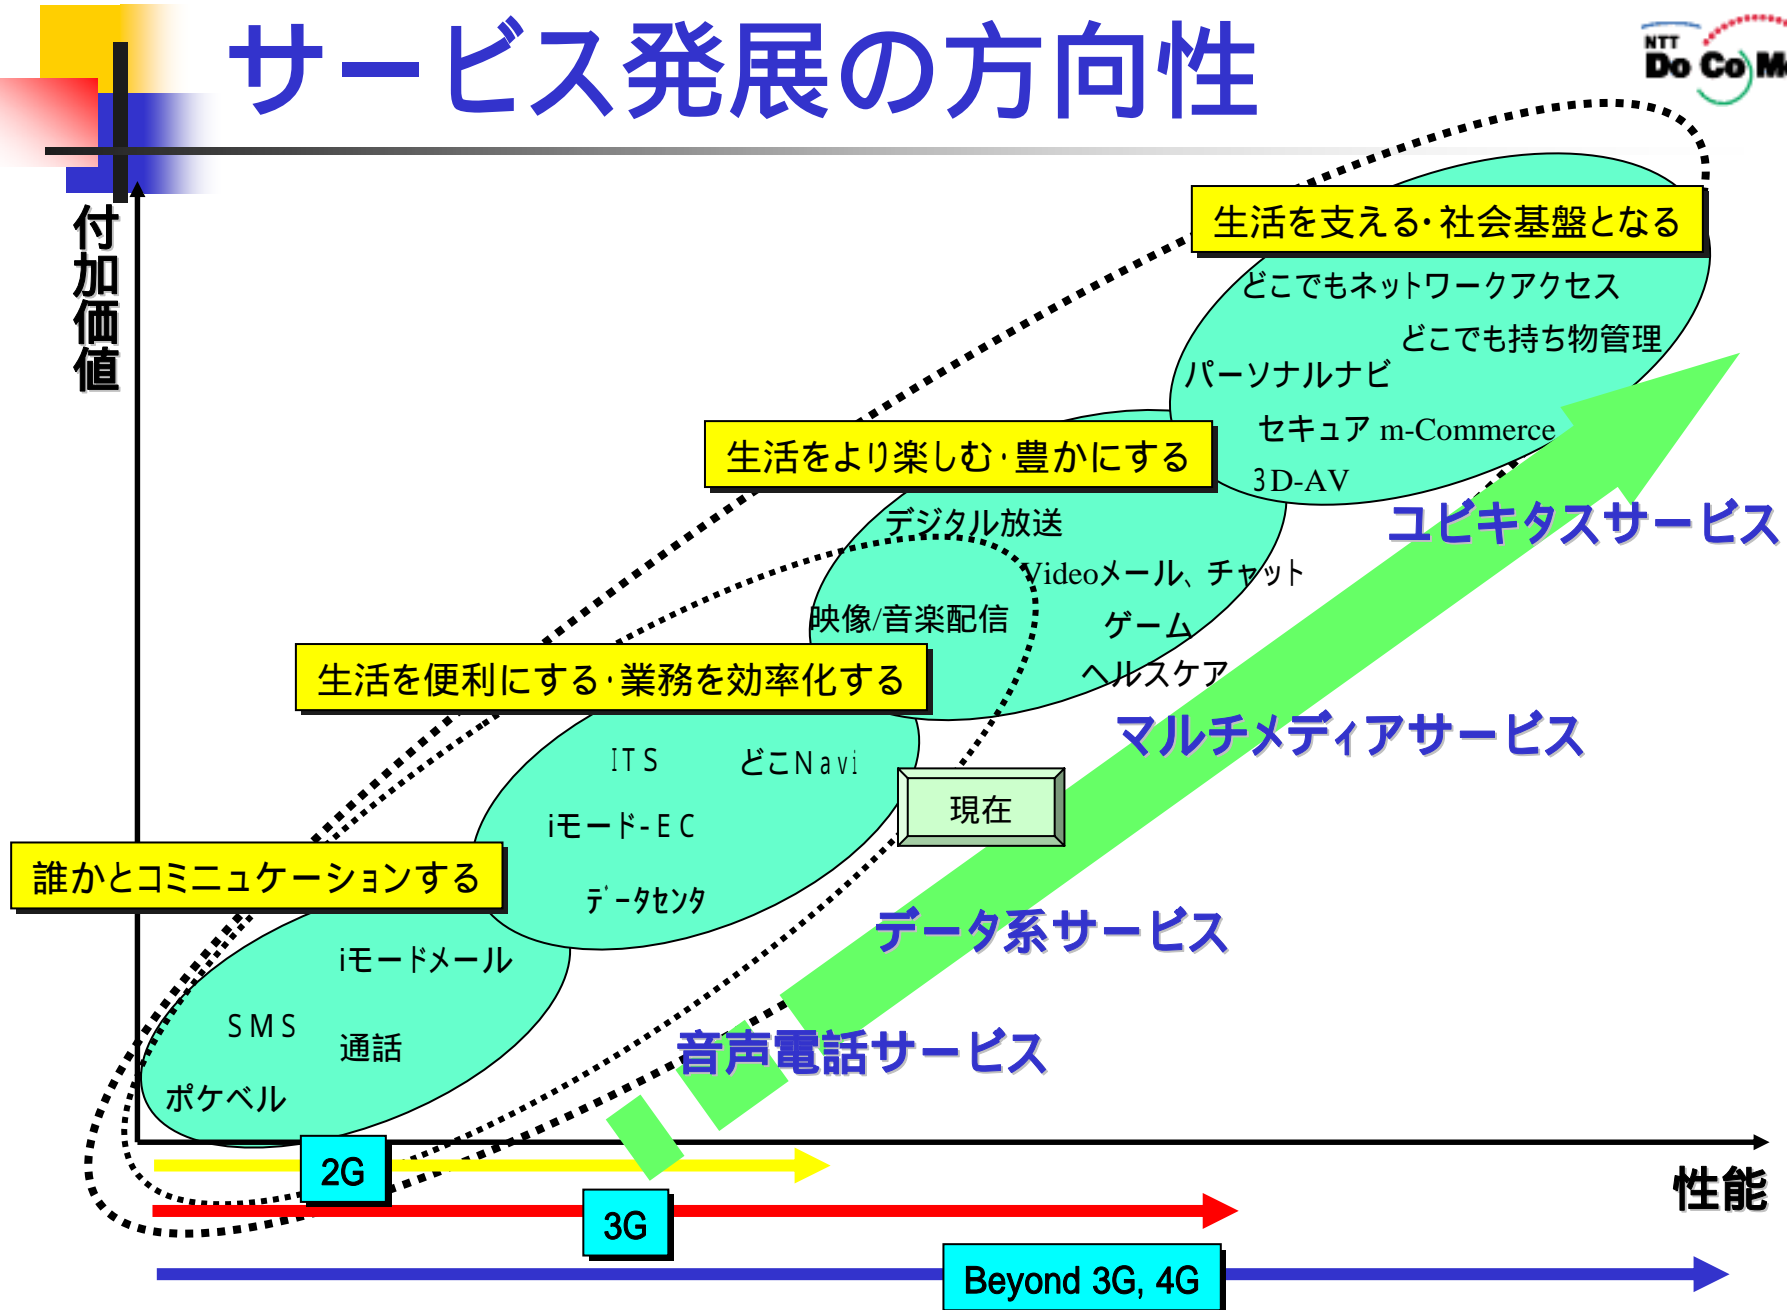 サービス発展の方向性
NTT
Do Co Mo
付加価値
生活を支える・社会基盤となる
どこでもネットワークアクセス
どこでも持ち物管理
パーソナルナビ
セキュア m-Commerce
3D-AV
ユビキタスサービス
生活をより楽しむ・豊かにする
デジタル放送
Videoメール、チャット
映像/音楽配信
ゲーム
ヘルスケア
マルチメディアサービス
生活を便利にする・業務を効率化する
ITS
どこNavi
iモード-EC
データセンタ
現在
データ系サービス
誰かとコミニュケーションする
iモードメール
SMS
通話
ポケベル
音声電話サービス
性能
2G
3G
Beyond 3G, 4G